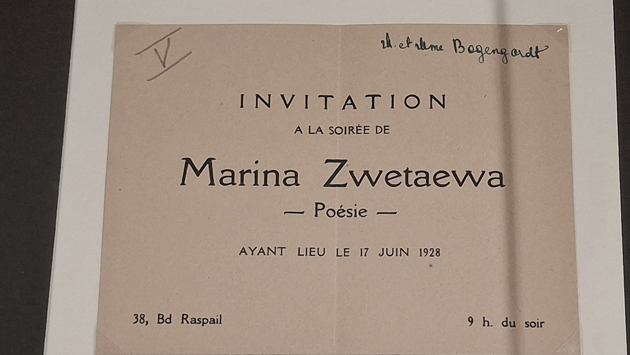 V
M. et Mme Bogengardt
INVITATION
A LA SOIRÉE DE
Marina Zwetaewa
— Poésie —
AYANT LIEU LE 17 JUIN 1928
38, Bd Raspail
9 h. du soir